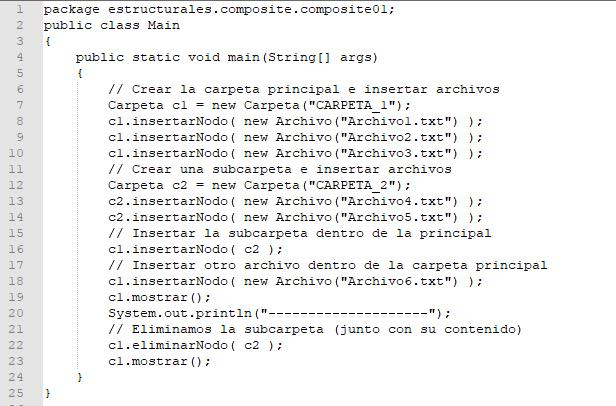 1 package estructurales.composite.composite01;
2 public class Main
3 {
4 public static void main(String[] args)
5 {
6 // Crear la carpeta principal e insertar archivos
7 Carpeta c1 = new Carpeta("CARPETA_1");
8 c1.insertarNodo( new Archivo("Archivo1.txt") );
9 c1.insertarNodo( new Archivo("Archivo2.txt") );
10 c1.insertarNodo( new Archivo("Archivo3.txt") );
11 // Crear una subcarpeta e insertar archivos
12 Carpeta c2 = new Carpeta("CARPETA_2");
13 c2.insertarNodo( new Archivo("Archivo4.txt") );
14 c2.insertarNodo( new Archivo("Archivo5.txt") );
15 // Insertar la subcarpeta dentro de la principal
16 c1.insertarNodo( c2 );
17 // Insertar otro archivo dentro de la carpeta principal
18 c1.insertarNodo( new Archivo("Archivo6.txt") );
19 c1.mostrar();
20 System.out.println("--------------------");
21 // Eliminamos la subcarpeta (junto con su contenido)
22 c1.eliminarNodo( c2 );
23 c1.mostrar();
24 }
25 }